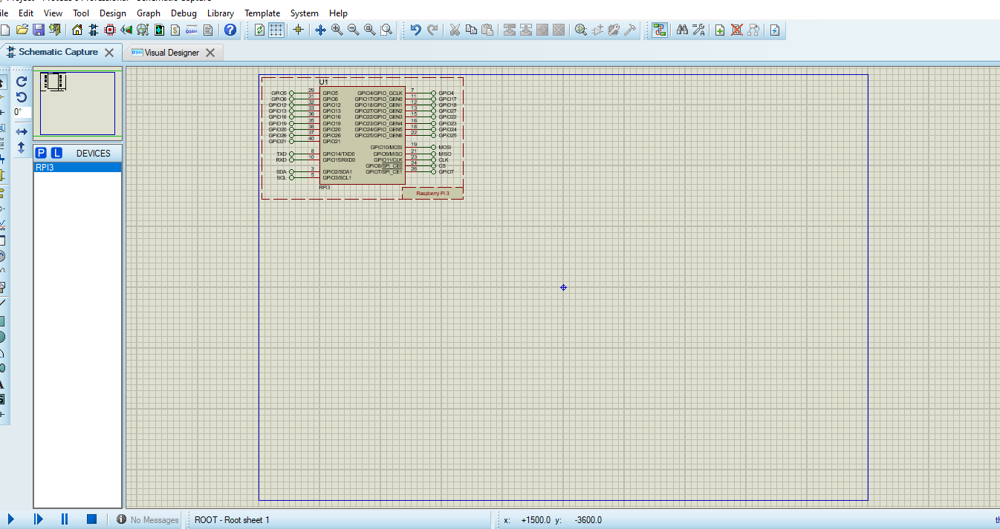 File Edit View Tool Design Graph Debug Library Template System Help
Schematic Capture Visual Designer
0°
P L DEVICES
RPI3
U1
GPIO5 29 GPIO5 GPIO4/GPIO_GCLK 7 GPIO4
GPIO6 31 GPIO6 GPIO17/GPIO_GEN0 11 GPIO17
GPIO12 32 GPIO12 GPIO18/GPIO_GEN1 12 GPIO18
GPIO13 33 GPIO13 GPIO27/GPIO_GEN2 13 GPIO27
GPIO16 36 GPIO16 GPIO22/GPIO_GEN3 15 GPIO22
GPIO19 35 GPIO19 GPIO23/GPIO_GEN4 16 GPIO23
GPIO20 38 GPIO20 GPIO24/GPIO_GEN5 18 GPIO24
GPIO26 37 GPIO26 GPIO25/GPIO_GEN6 22 GPIO25
GPIO21 40 GPIO21
GPIO10/MOSI 19 MOSI
TXD 8 GPIO14/TXD0 GPIO9/MISO 21 MISO
RXD 10 GPIO15/RXD0 GPIO11/CLK 23 CLK
GPIO8/SPI_CE0 24 CS
SDA 3 GPIO2/SDA1 GPIO7/SPI_CE1 26 GPIO7
SCL 5 GPIO3/SCL1
RPI3
Raspberry Pi 3
No Messages ROOT - Root sheet 1 x: +1500.0 y: -3600.0 th